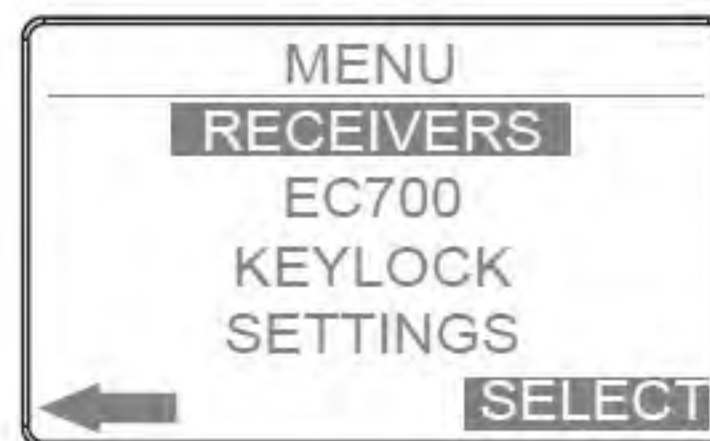 MENU
RECEIVERS
EC700
KEYLOCK
SETTINGS
SELECT